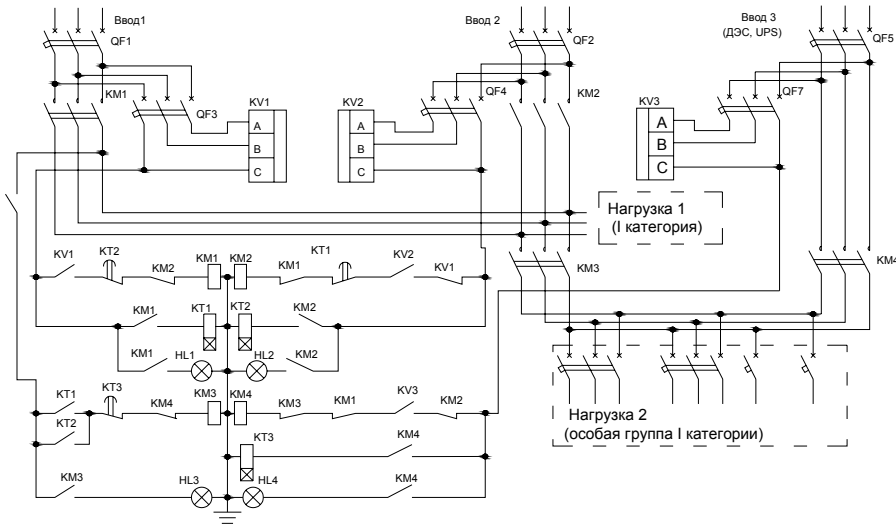 Ввод1
Ввод 2
Ввод 3
(ДЭС, UPS)
QF1
QF2
QF5
KM1
QF3
KV1
KV2
QF4
KM2
KV3
QF7
A
B
C
A
B
C
A
B
C
Нагрузка 1
(I категория)
KV1
KT2
KM2
KM1
KM2
KM1
KT1
KV2
KV1
KM3
KM4
KM1
KT1
KT2
KM2
KM1
HL1
HL2
KM2
KT1
KT3
KM4
KM3
KM4
KM3
KM1
KV3
KM2
KT2
KT3
KM4
Нагрузка 2
(особая группа I категории)
KM3
HL3
HL4
KM4